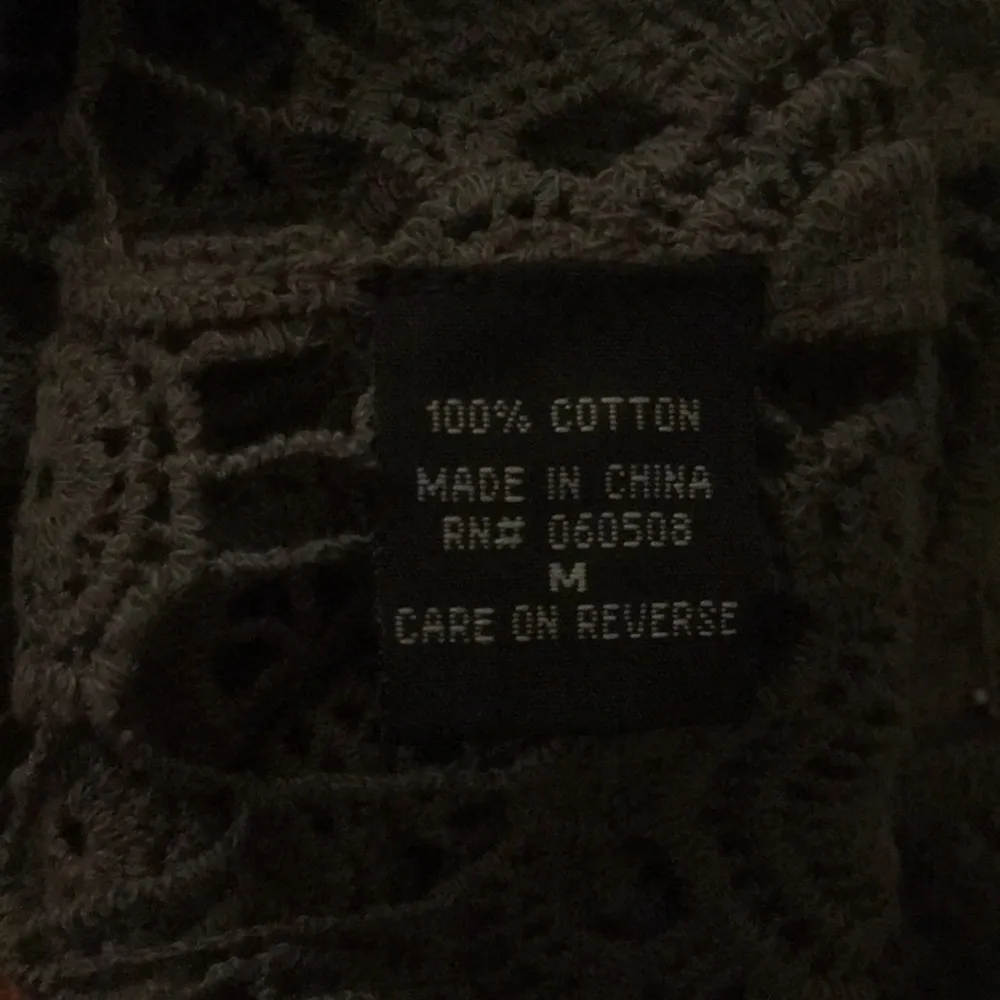 100% COTTON
MADE IN CHINA
RN# 060508
M
CARE ON REVERSE